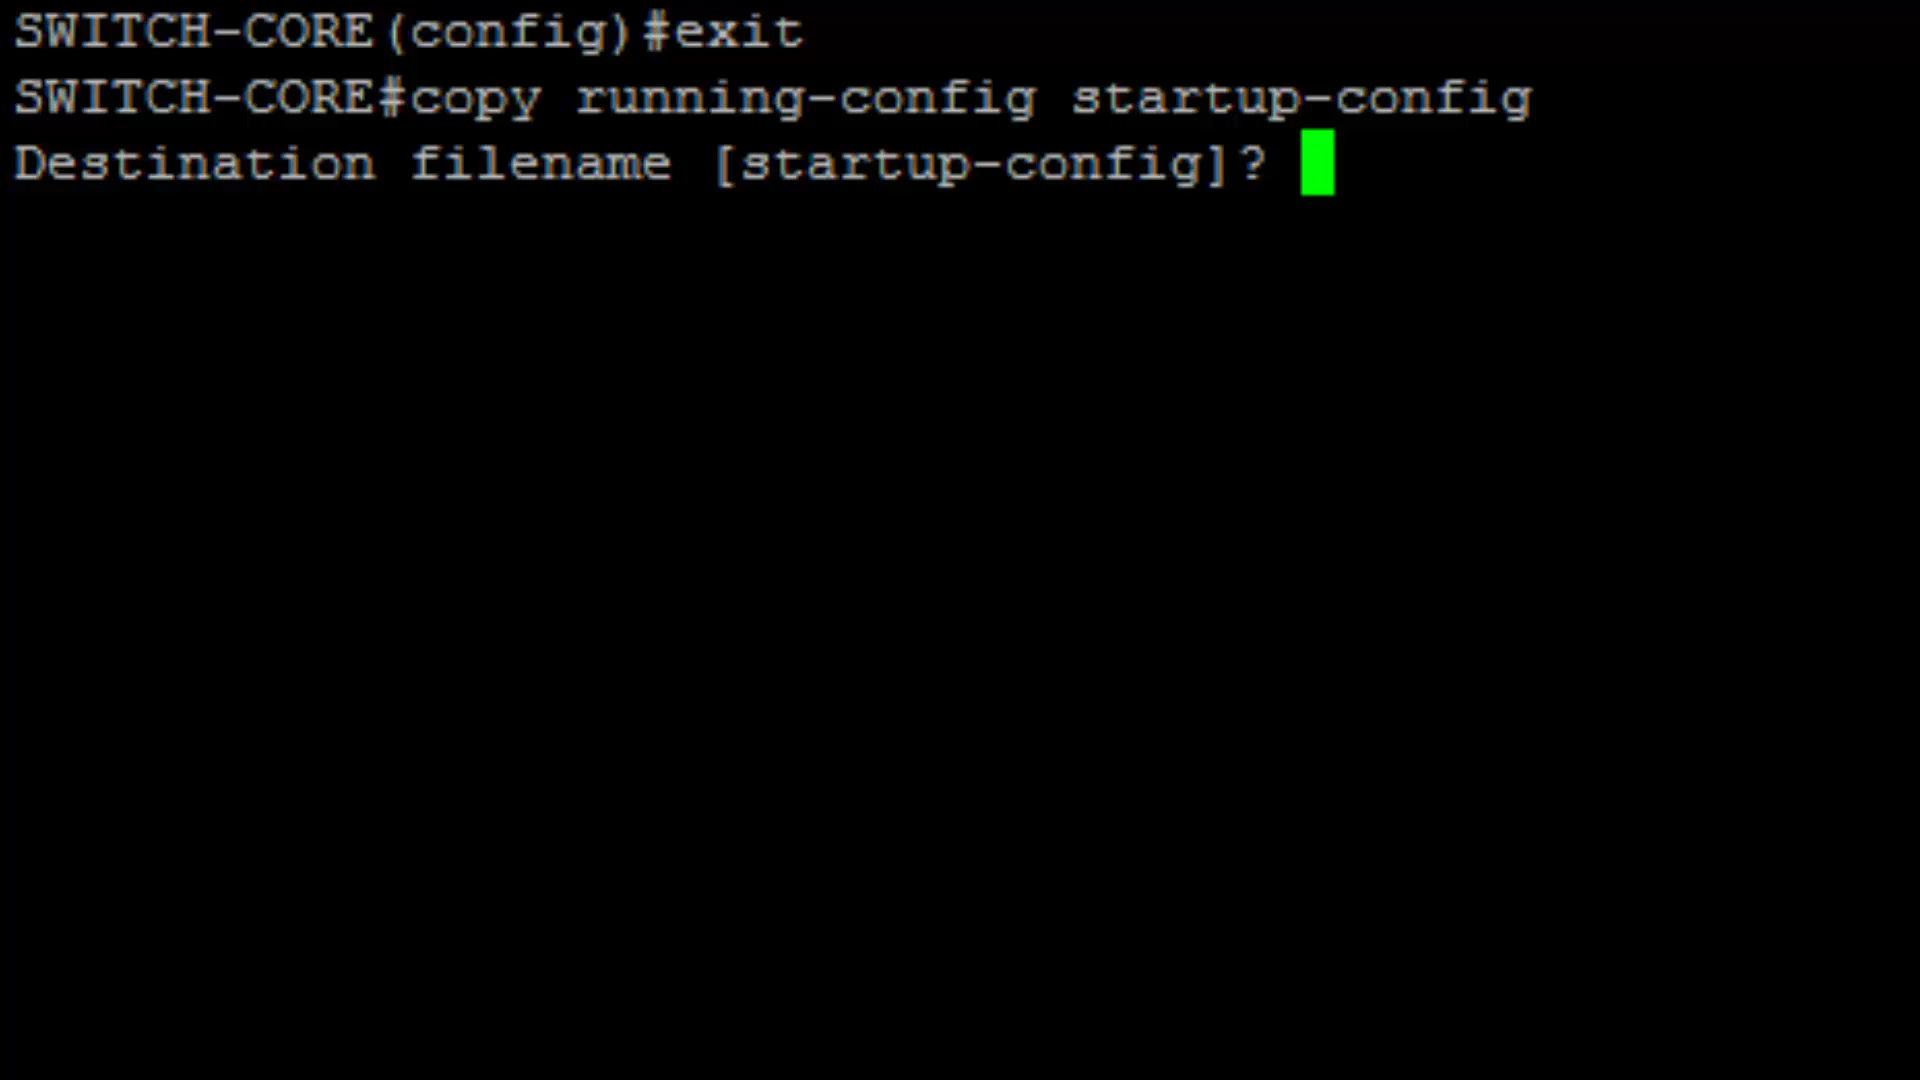 SWITCH-CORE(config)#exit
SWITCH-CORE#copy running-config startup-config
Destination filename [startup-config]?